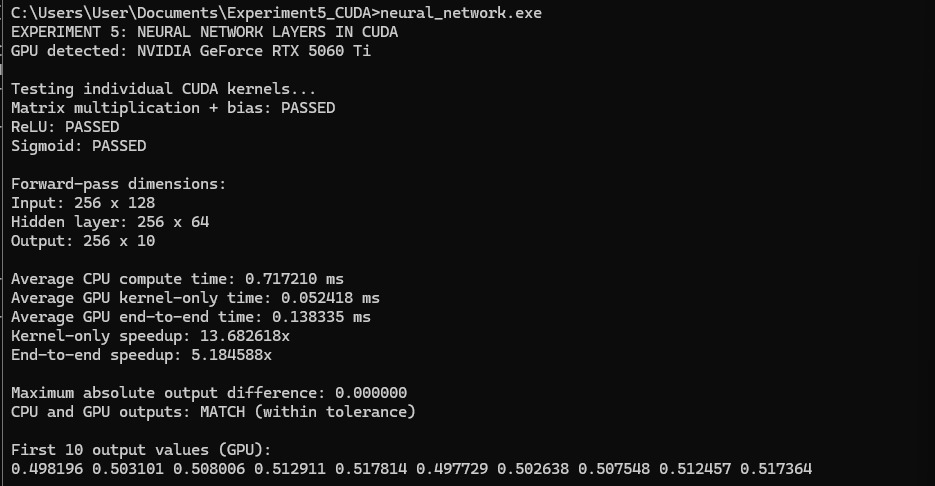 C:\Users\User\Documents\Experiment5_CUDA>neural_network.exe
EXPERIMENT 5: NEURAL NETWORK LAYERS IN CUDA
GPU detected: NVIDIA GeForce RTX 5060 Ti
Testing individual CUDA kernels...
Matrix multiplication + bias: PASSED
ReLU: PASSED
Sigmoid: PASSED
Forward-pass dimensions:
Input: 256 x 128
Hidden layer: 256 x 64
Output: 256 x 10
Average CPU compute time: 0.717210 ms
Average GPU kernel-only time: 0.052418 ms
Average GPU end-to-end time: 0.138335 ms
Kernel-only speedup: 13.682618x
End-to-end speedup: 5.184588x
Maximum absolute output difference: 0.000000
CPU and GPU outputs: MATCH (within tolerance)
First 10 output values (GPU):
0.498196 0.503101 0.508006 0.512911 0.517814 0.497729 0.502638 0.507548 0.512457 0.517364